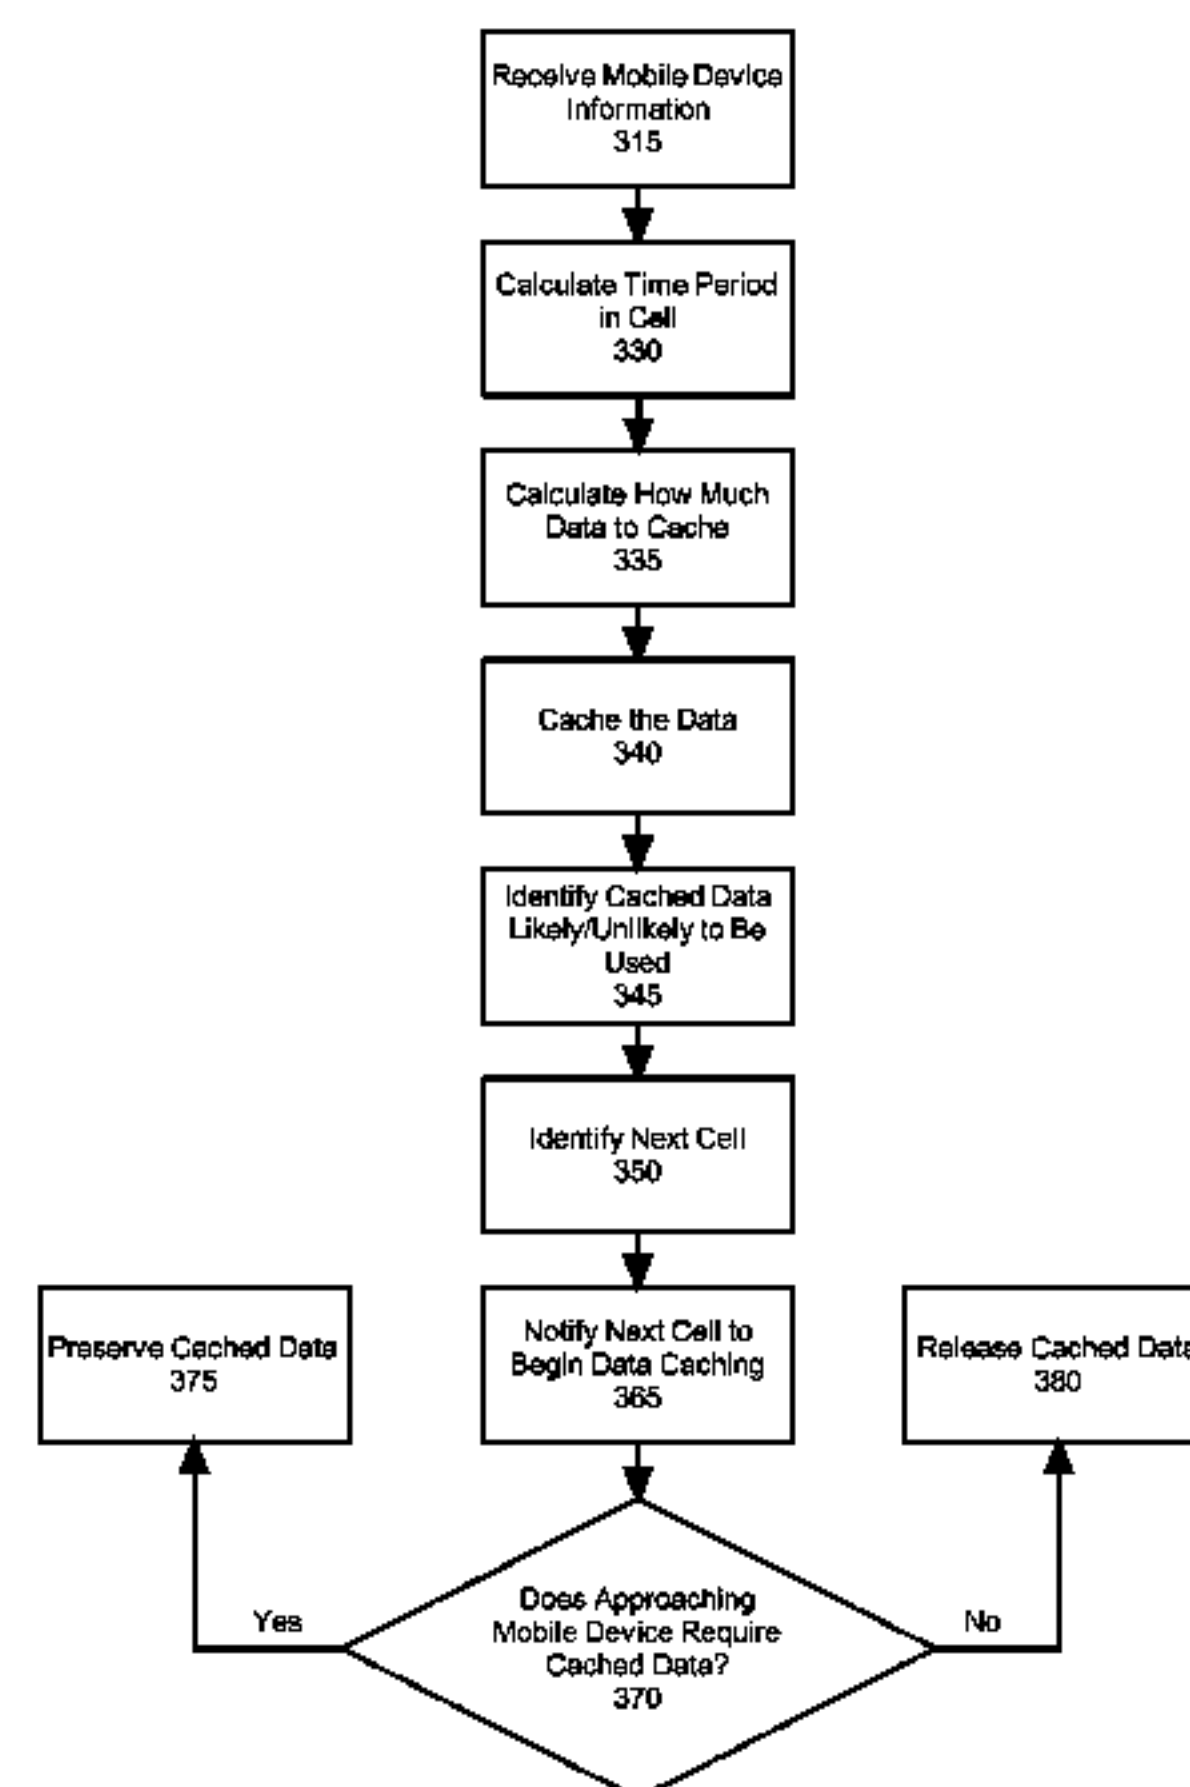 Receive Mobile Device
Information
315
Calculate Time Period
in Cell
330
Calculate How Much
Data to Cache
335
Cache the Data
340
Identify Cached Data
Likely/Unlikely to Be
Used
345
Identify Next Cell
350
Preserve Cached Data
375
Notify Next Cell to
Begin Data Caching
365
Release Cached Data
380
Does Approaching
Mobile Device Require
Cached Data?
370
Yes
No